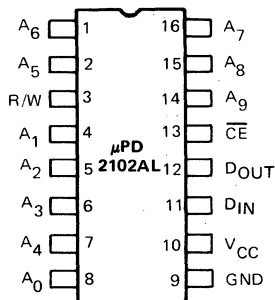 A6 1 16 A7
A5 2 15 A8
R/W 3 14 A9
A1 4 13 C̅E̅
μPD
A2 5 2102AL 12 DOUT
A3 6 11 DIN
A4 7 10 VCC
A0 8 9 GND